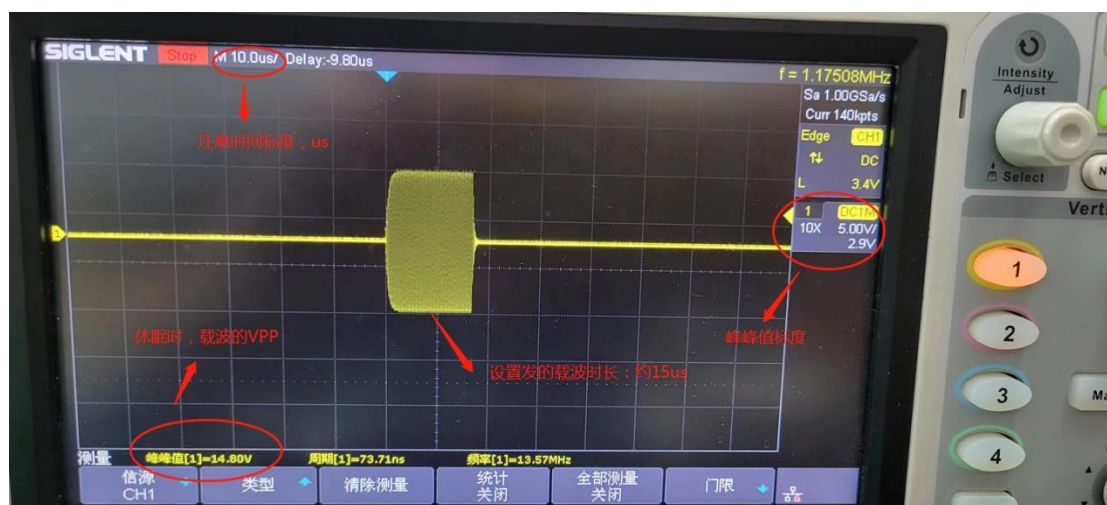 SIGLENT Stop M 10.0us/ Delay:-9.80us
f = 1.17508MHz
Sa 1.00GSa/s
Curr 140kpts
Edge CH1
DC
L 3.4V
1 DC1M
10X 5.00V/
2.9V
注意时间标度，us
1
休眠时，载波的VPP
设置发的载波时长：约15us
峰峰值标度
测量 峰峰值[1]=14.80V 周期[1]=73.71ns 频率[1]=13.57MHz
信源 CH1
类型
清除测量
统计 关闭
全部测量 关闭
门限
Intensity
Adjust
Select
N
Vert
1
2
3
Ma
4